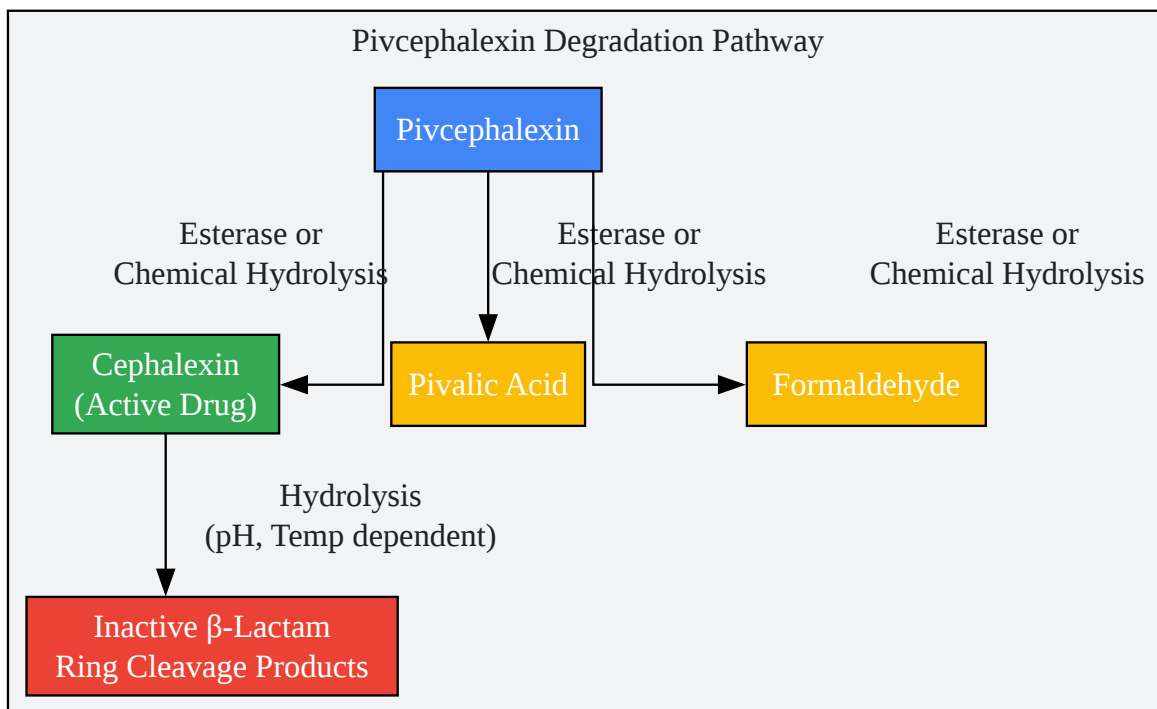 Pivcephalexin Degradation Pathway
Pivcephalexin
Esterase or
Chemical Hydrolysis
Esterase or
Chemical Hydrolysis
Esterase or
Chemical Hydrolysis
Cephalexin
(Active Drug)
Pivalic Acid
Formaldehyde
Hydrolysis
(pH, Temp dependent)
Inactive β-Lactam
Ring Cleavage Products